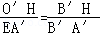 O′ H / EA′ = B′ H / B′ A′